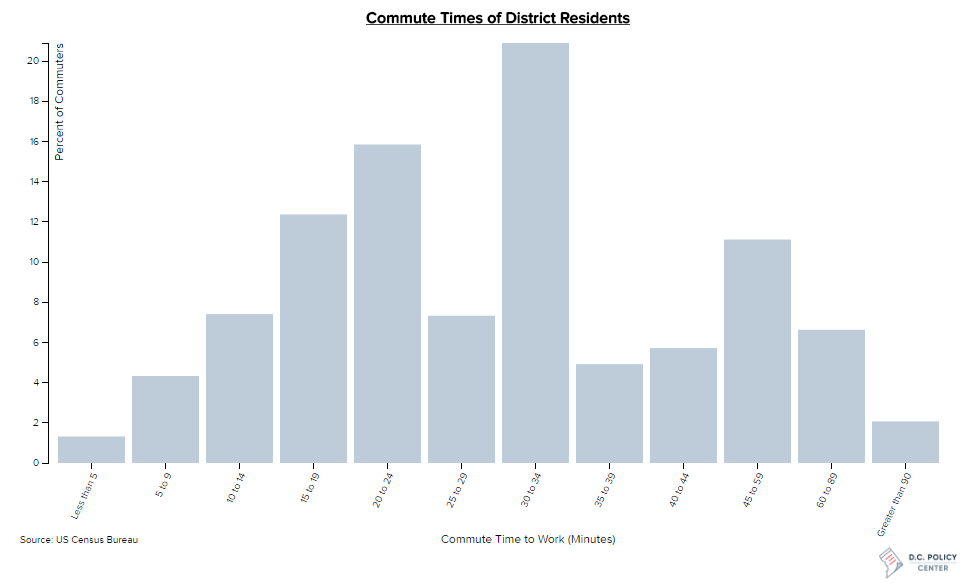 Commute Times of District Residents
Percent of Commuters
20
18
16
14
12
10
8
6
4
2
0
Less than 5
5 to 9
10 to 14
15 to 19
20 to 24
25 to 29
30 to 34
35 to 39
40 to 44
45 to 59
60 to 89
Greater than 90
Commute Time to Work (Minutes)
Source: US Census Bureau
D.C. POLICY
CENTER